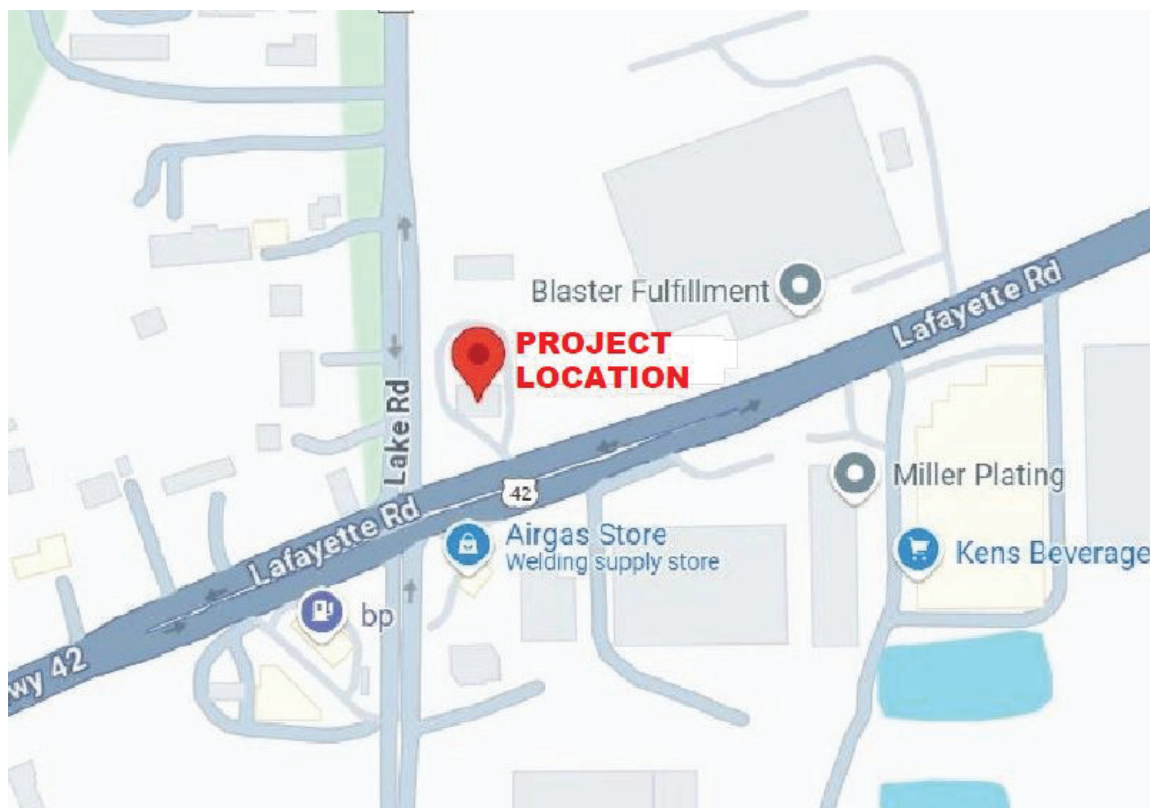 Lafayette Rd
Blaster Fulfillment
PROJECT
LOCATION
Lake Rd
42
Miller Plating
Lafayette Rd
Airgas Store
Welding supply store
Kens Beverage
bp
wy 42